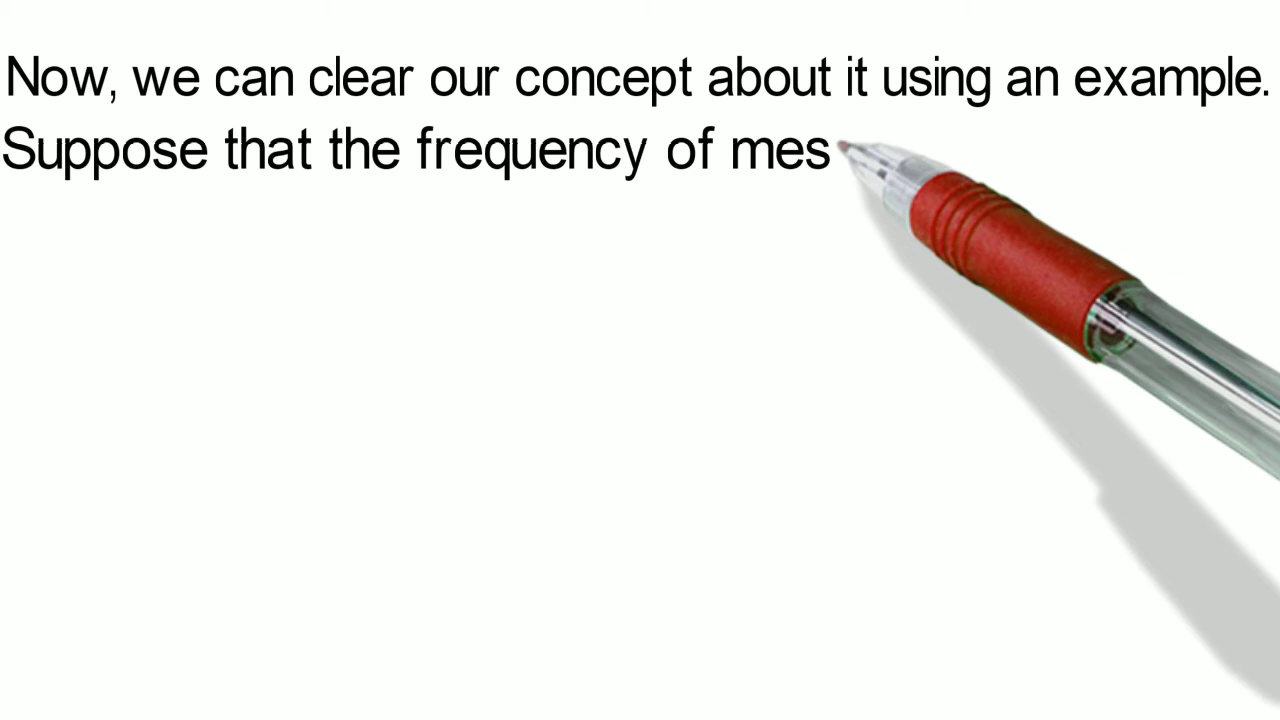 Now, we can clear our concept about it using an example.
Suppose that the frequency of mes